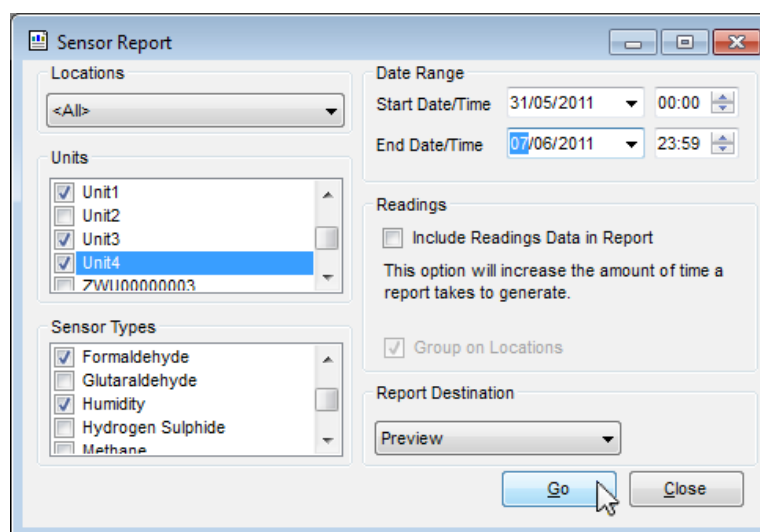 Sensor Report
Locations
<All>
Units
Unit1
Unit2
Unit3
Unit4
ZWU00000003
Sensor Types
Formaldehyde
Glutaraldehyde
Humidity
Hydrogen Sulphide
Methane
Date Range
Start Date/Time 31/05/2011 00:00
End Date/Time 07/06/2011 23:59
Readings
Include Readings Data in Report
This option will increase the amount of time a
report takes to generate.
Group on Locations
Report Destination
Preview
Go Close